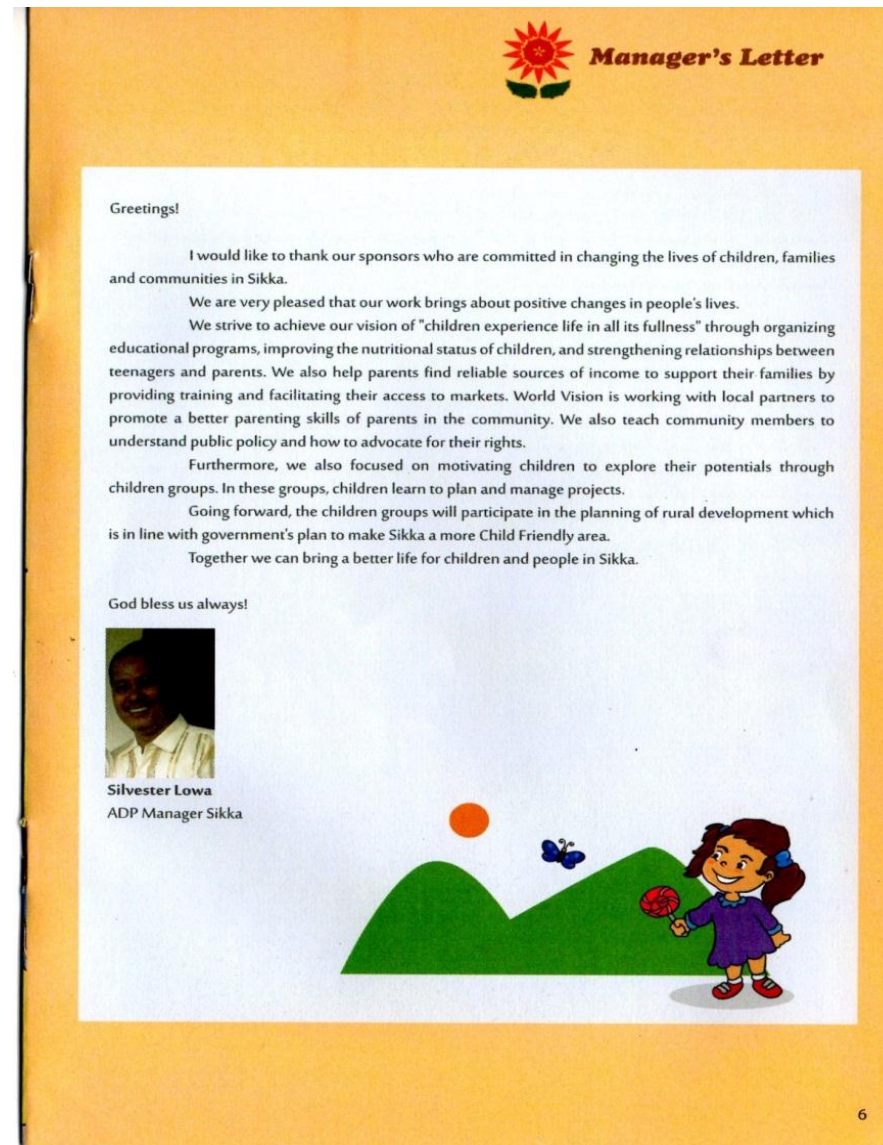 Manager's Letter
Greetings!
I would like to thank our sponsors who are committed in changing the lives of children, families
and communities in Sikka.
We are very pleased that our work brings about positive changes in people's lives.
We strive to achieve our vision of "children experience life in all its fullness" through organizing
educational programs, improving the nutritional status of children, and strengthening relationships between
teenagers and parents. We also help parents find reliable sources of income to support their families by
providing training and facilitating their access to markets. World Vision is working with local partners to
promote a better parenting skills of parents in the community. We also teach community members to
understand public policy and how to advocate for their rights.
Furthermore, we also focused on motivating children to explore their potentials through
children groups. In these groups, children learn to plan and manage projects.
Going forward, the children groups will participate in the planning of rural development which
is in line with government's plan to make Sikka a more Child Friendly area.
Together we can bring a better life for children and people in Sikka.
God bless us always!
Silvester Lowa
ADP Manager Sikka
6